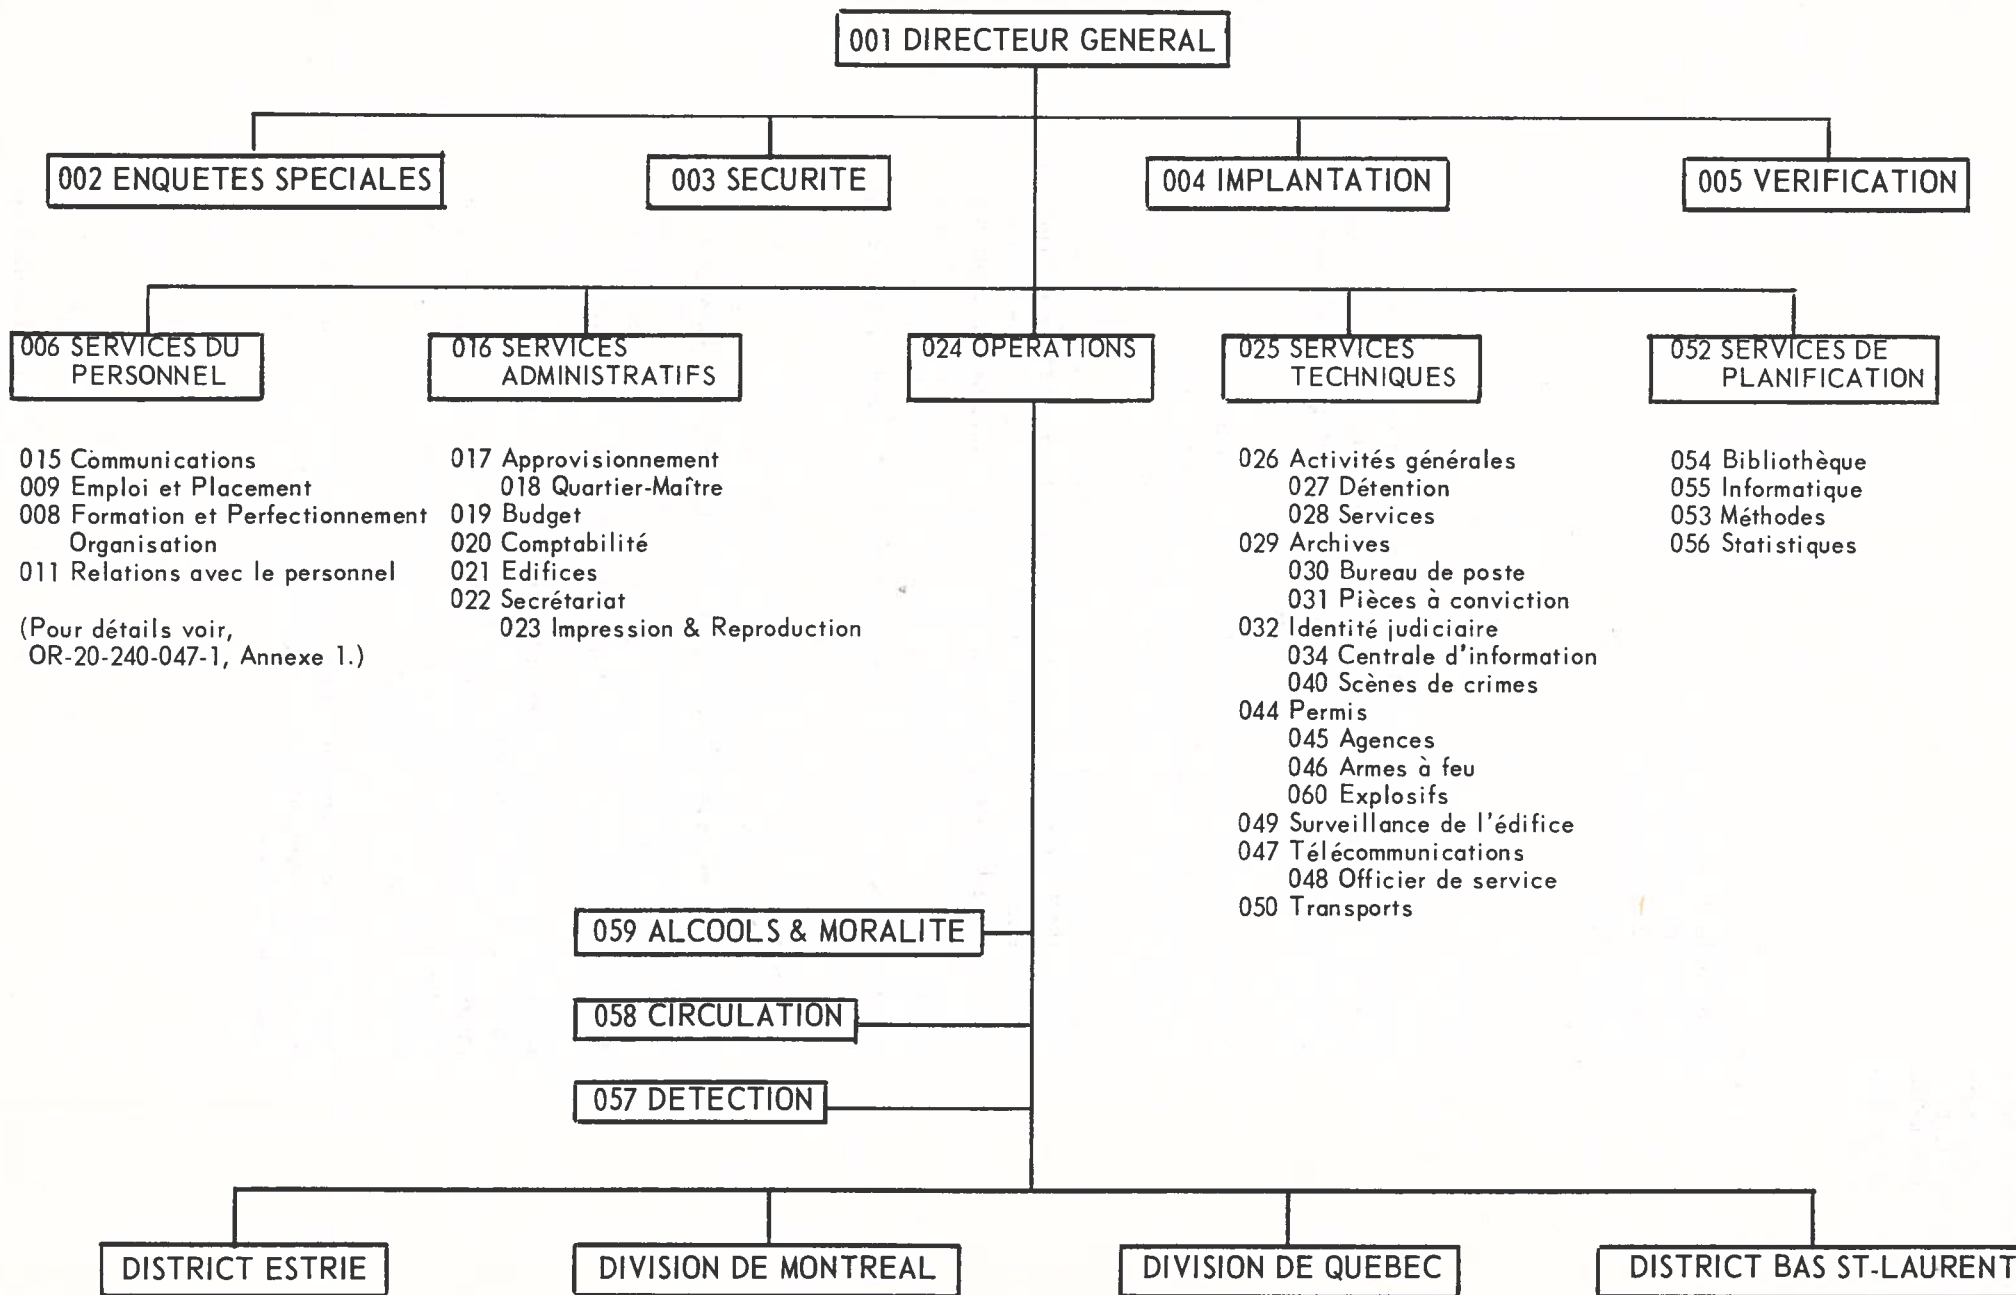 001 DIRECTEUR GENERAL
002 ENQUETES SPECIALES
003 SECURITE
004 IMPLANTATION
005 VERIFICATION
006 SERVICES DU
PERSONNEL
016 SERVICES
ADMINISTRATIFS
024 OPERATIONS
025 SERVICES
TECHNIQUES
052 SERVICES DE
PLANIFICATION
015 Communications
009 Emploi et Placement
008 Formation et Perfectionnement
Organisation
011 Relations avec le personnel
(Pour détails voir,
OR-20-240-047-1, Annexe 1.)
017 Approvisionnement
018 Quartier-Maître
019 Budget
020 Comptabilité
021 Edifices
022 Secrétariat
023 Impression & Reproduction
026 Activités générales
027 Détention
028 Services
029 Archives
030 Bureau de poste
031 Pièces à conviction
032 Identité judiciaire
034 Centrale d'information
040 Scènes de crimes
044 Permis
045 Agences
046 Armes à feu
060 Explosifs
049 Surveillance de l'édifice
047 Télécommunications
048 Officier de service
050 Transports
054 Bibliothèque
055 Informatique
053 Méthodes
056 Statistiques
059 ALCOOLS & MORALITE
058 CIRCULATION
057 DETECTION
DISTRICT ESTRIE
DIVISION DE MONTREAL
DIVISION DE QUEBEC
DISTRICT BAS ST-LAURENT